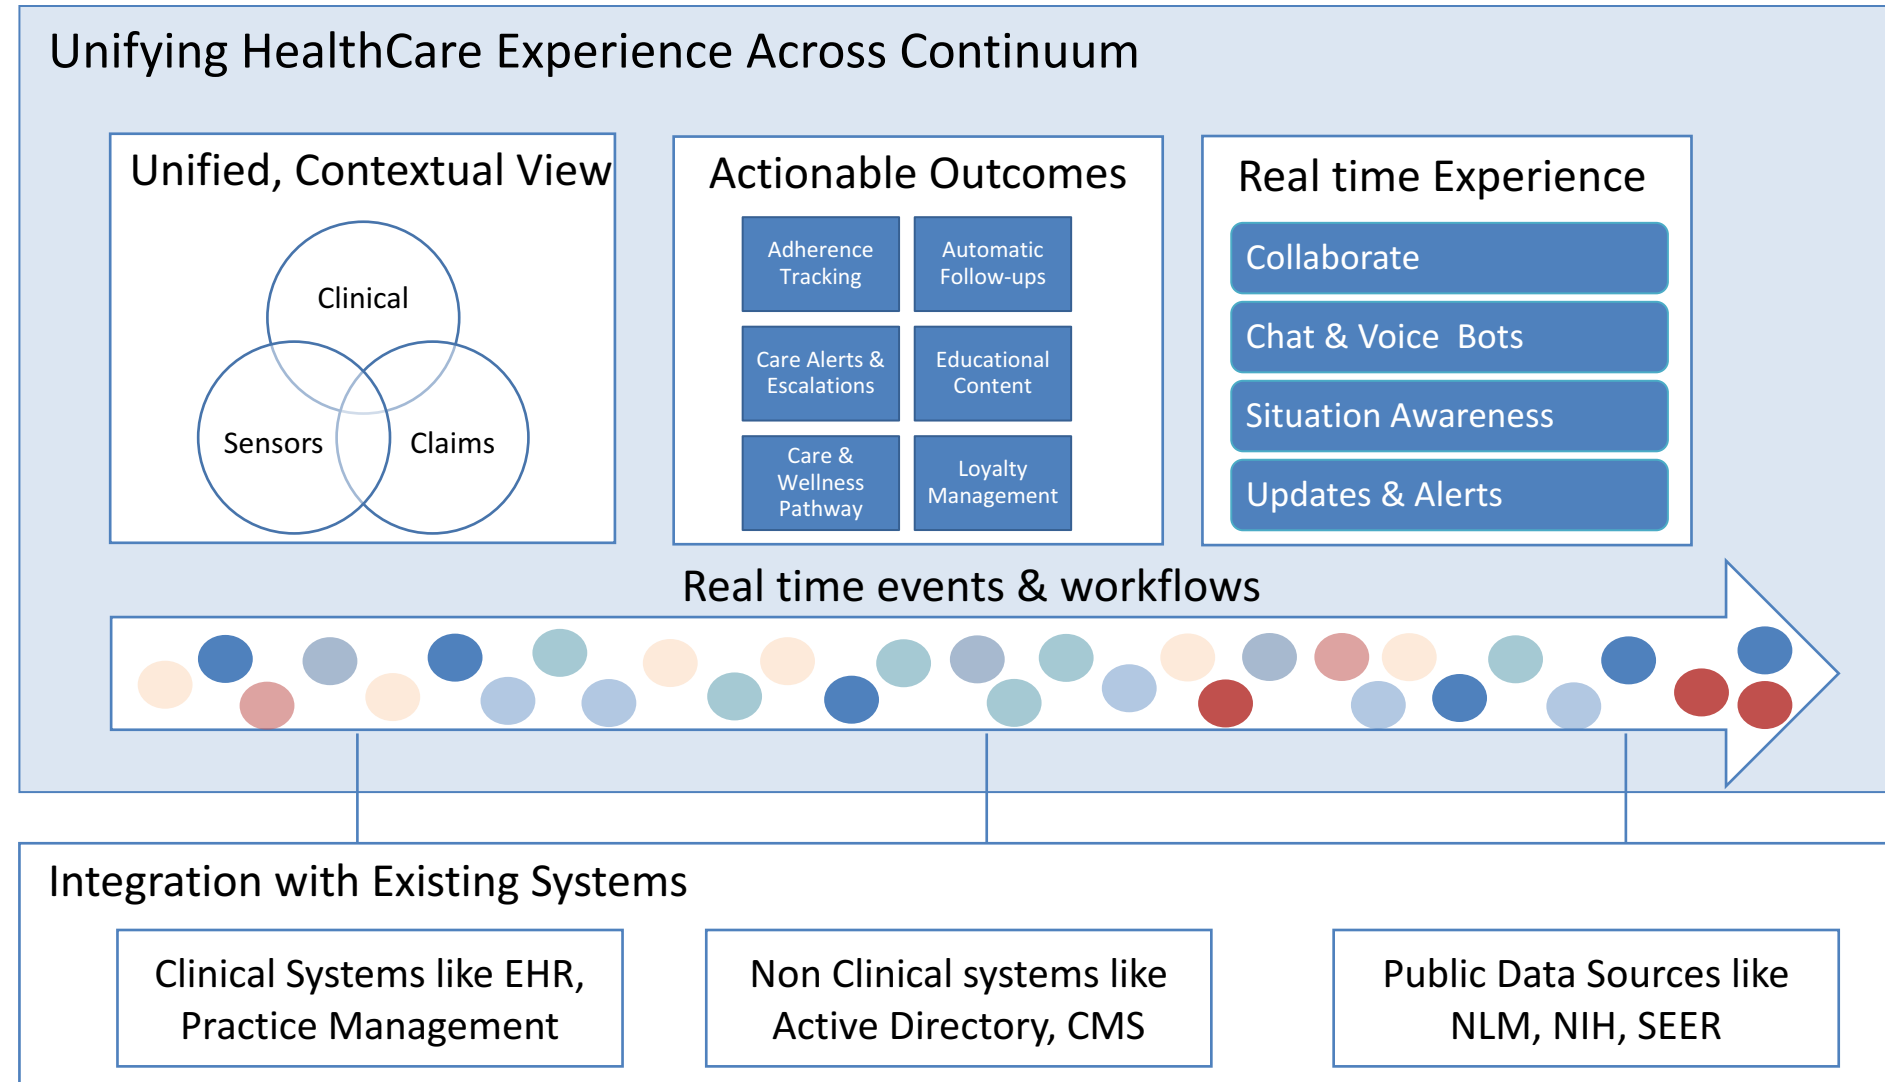 Unifying HealthCare Experience Across Continuum
Unified, Contextual View
Clinical
Sensors
Claims
Actionable Outcomes
Adherence
Tracking
Automatic
Follow-ups
Care Alerts &
Escalations
Educational
Content
Care &
Wellness
Pathway
Loyalty
Management
Real time Experience
Collaborate
Chat & Voice Bots
Situation Awareness
Updates & Alerts
Real time events & workflows
Integration with Existing Systems
Clinical Systems like EHR,
Practice Management
Non Clinical systems like
Active Directory, CMS
Public Data Sources like
NLM, NIH, SEER